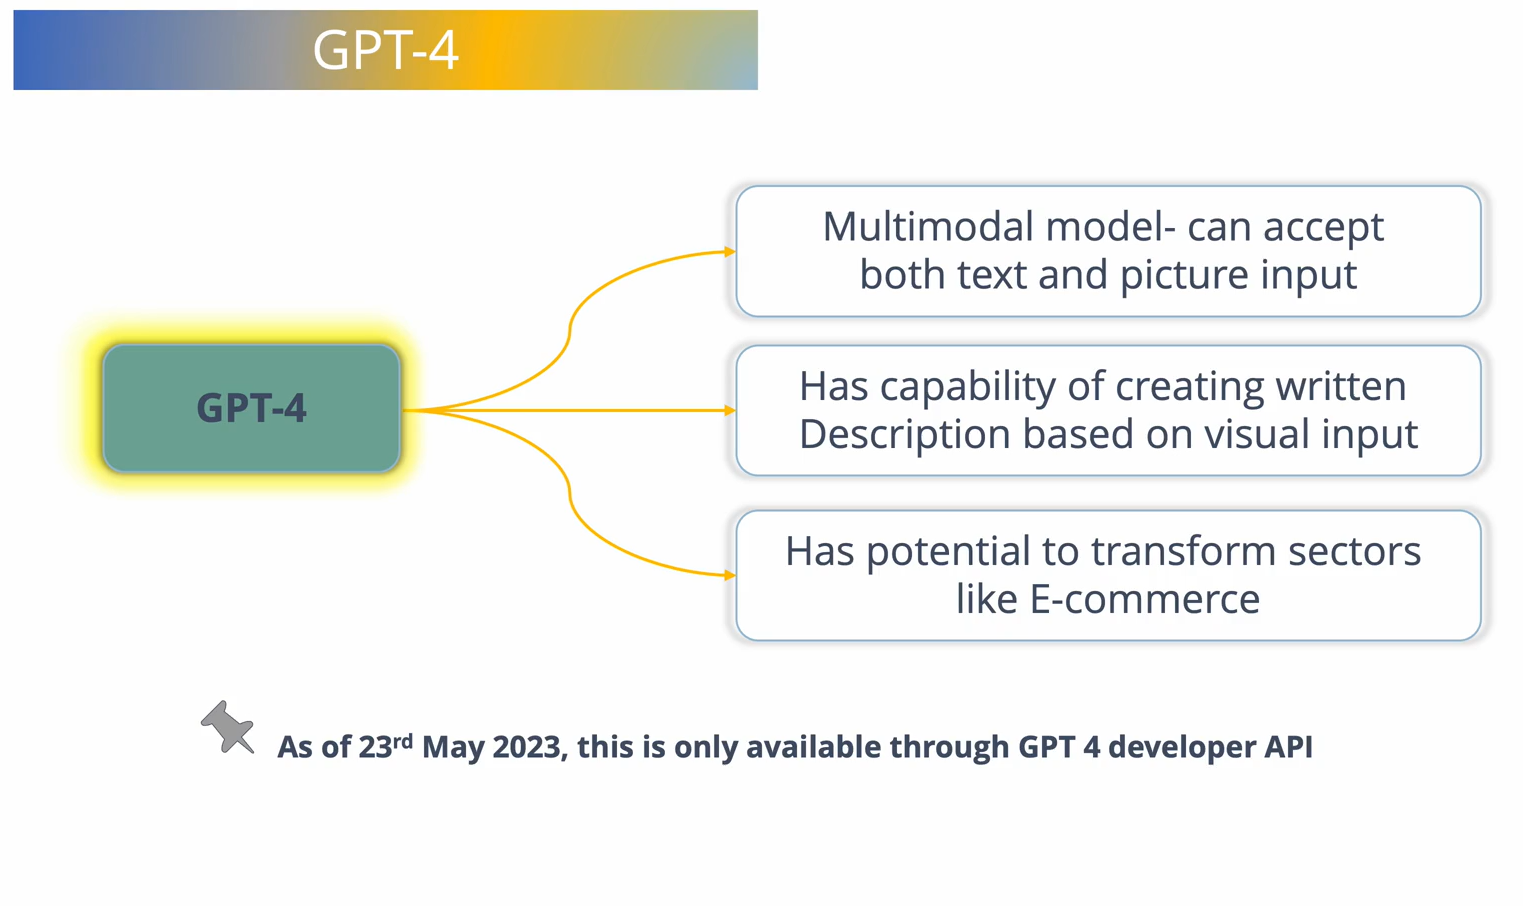 GPT-4
GPT-4
Multimodal model- can accept
both text and picture input
Has capability of creating written
Description based on visual input
Has potential to transform sectors
like E-commerce
As of 23rd May 2023, this is only available through GPT 4 developer API